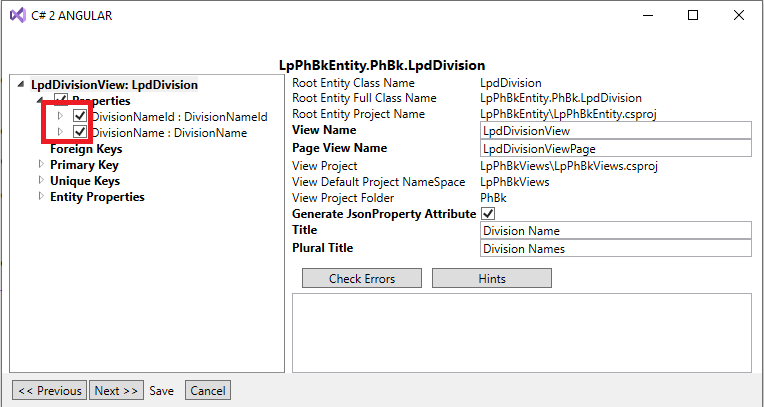 C# 2 ANGULAR
LpPhBkEntity.PhBk.LpdDivision
LpdDivisionView: LpdDivision
Properties
DivisionNameId : DivisionNameId
DivisionName : DivisionName
Foreign Keys
Primary Key
Unique Keys
Entity Properties
Root Entity Class Name LpdDivision
Root Entity Full Class Name LpPhBkEntity.PhBk.LpdDivision
Root Entity Project Name LpPhBkEntity\LpPhBkEntity.csproj
View Name LpdDivisionView
Page View Name LpdDivisionViewPage
View Project LpPhBkViews\LpPhBkViews.csproj
View Default Project NameSpace LpPhBkViews
View Project Folder PhBk
Generate JsonProperty Attribute
Title Division Name
Plural Title Division Names
Check Errors Hints
<< Previous Next >> Save Cancel